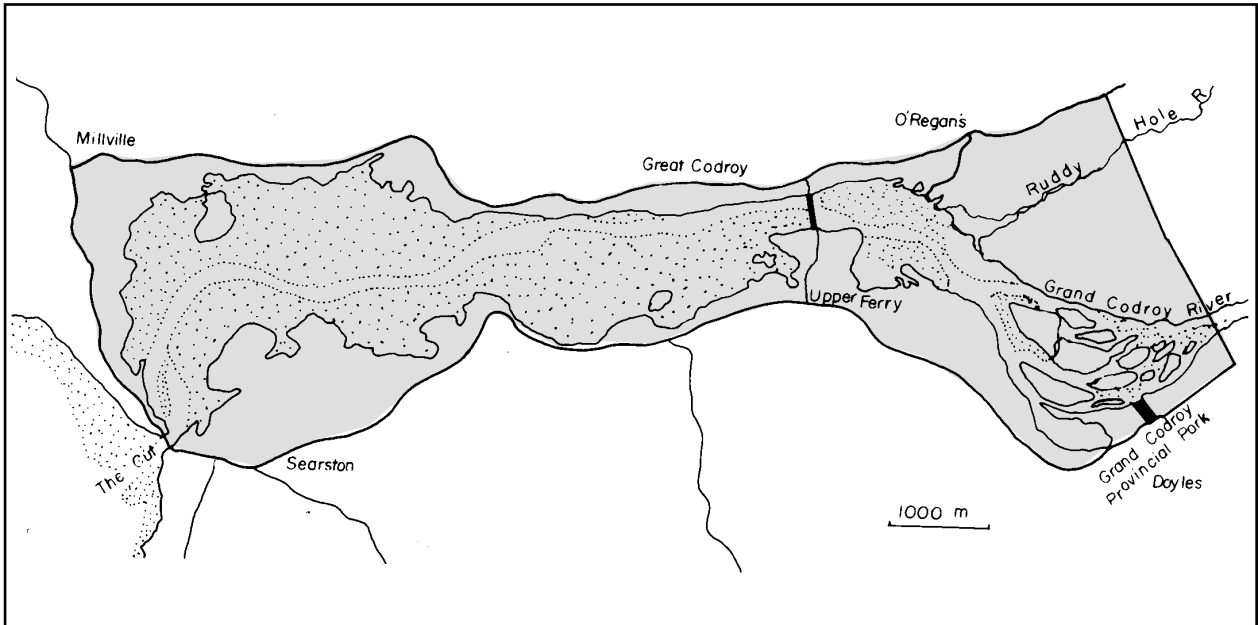 O'Regan's
Hole R
Millville
Great Codroy
Ruddy
Upper Ferry
Grand Codroy River
The Cut
Searston
Grand Codroy
Provincial Park
Doyles
1000 m